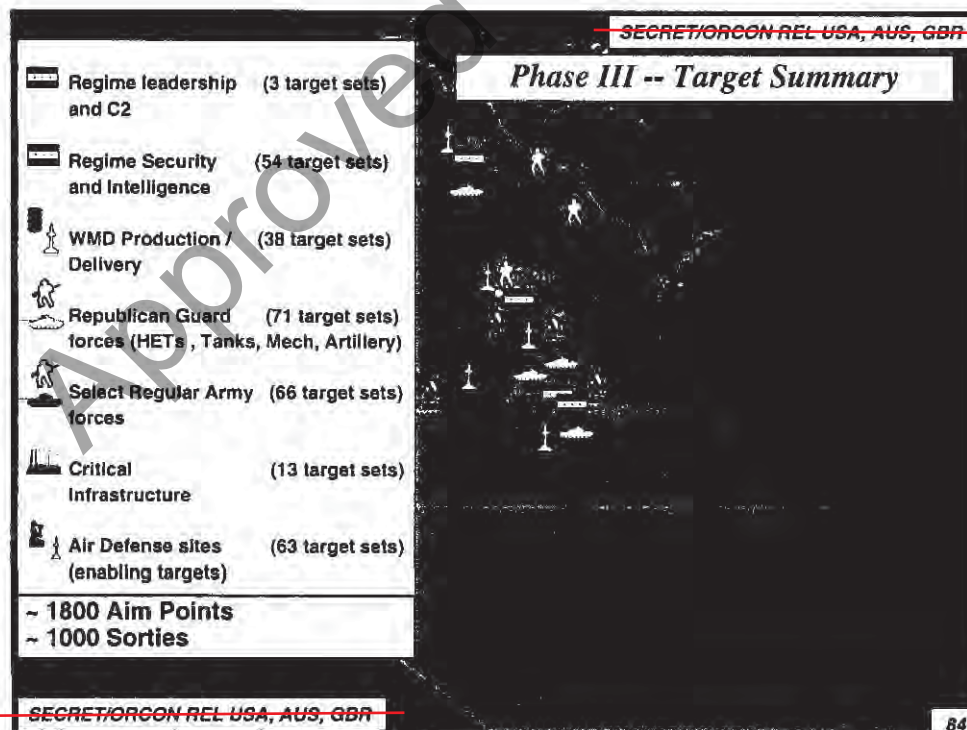 SECRET/ORCON REL USA, AUS, GBR
Phase III -- Target Summary
Regime leadership (3 target sets)
and C2
Regime Security (54 target sets)
and Intelligence
WMD Production / (38 target sets)
Delivery
Republican Guard (71 target sets)
forces (HETs , Tanks, Mech, Artillery)
Select Regular Army (66 target sets)
forces
Critical (13 target sets)
Infrastructure
Air Defense sites (63 target sets)
(enabling targets)
~ 1800 Aim Points
~ 1000 Sorties
SECRET/ORCON REL USA, AUS, GBR
84
Approved